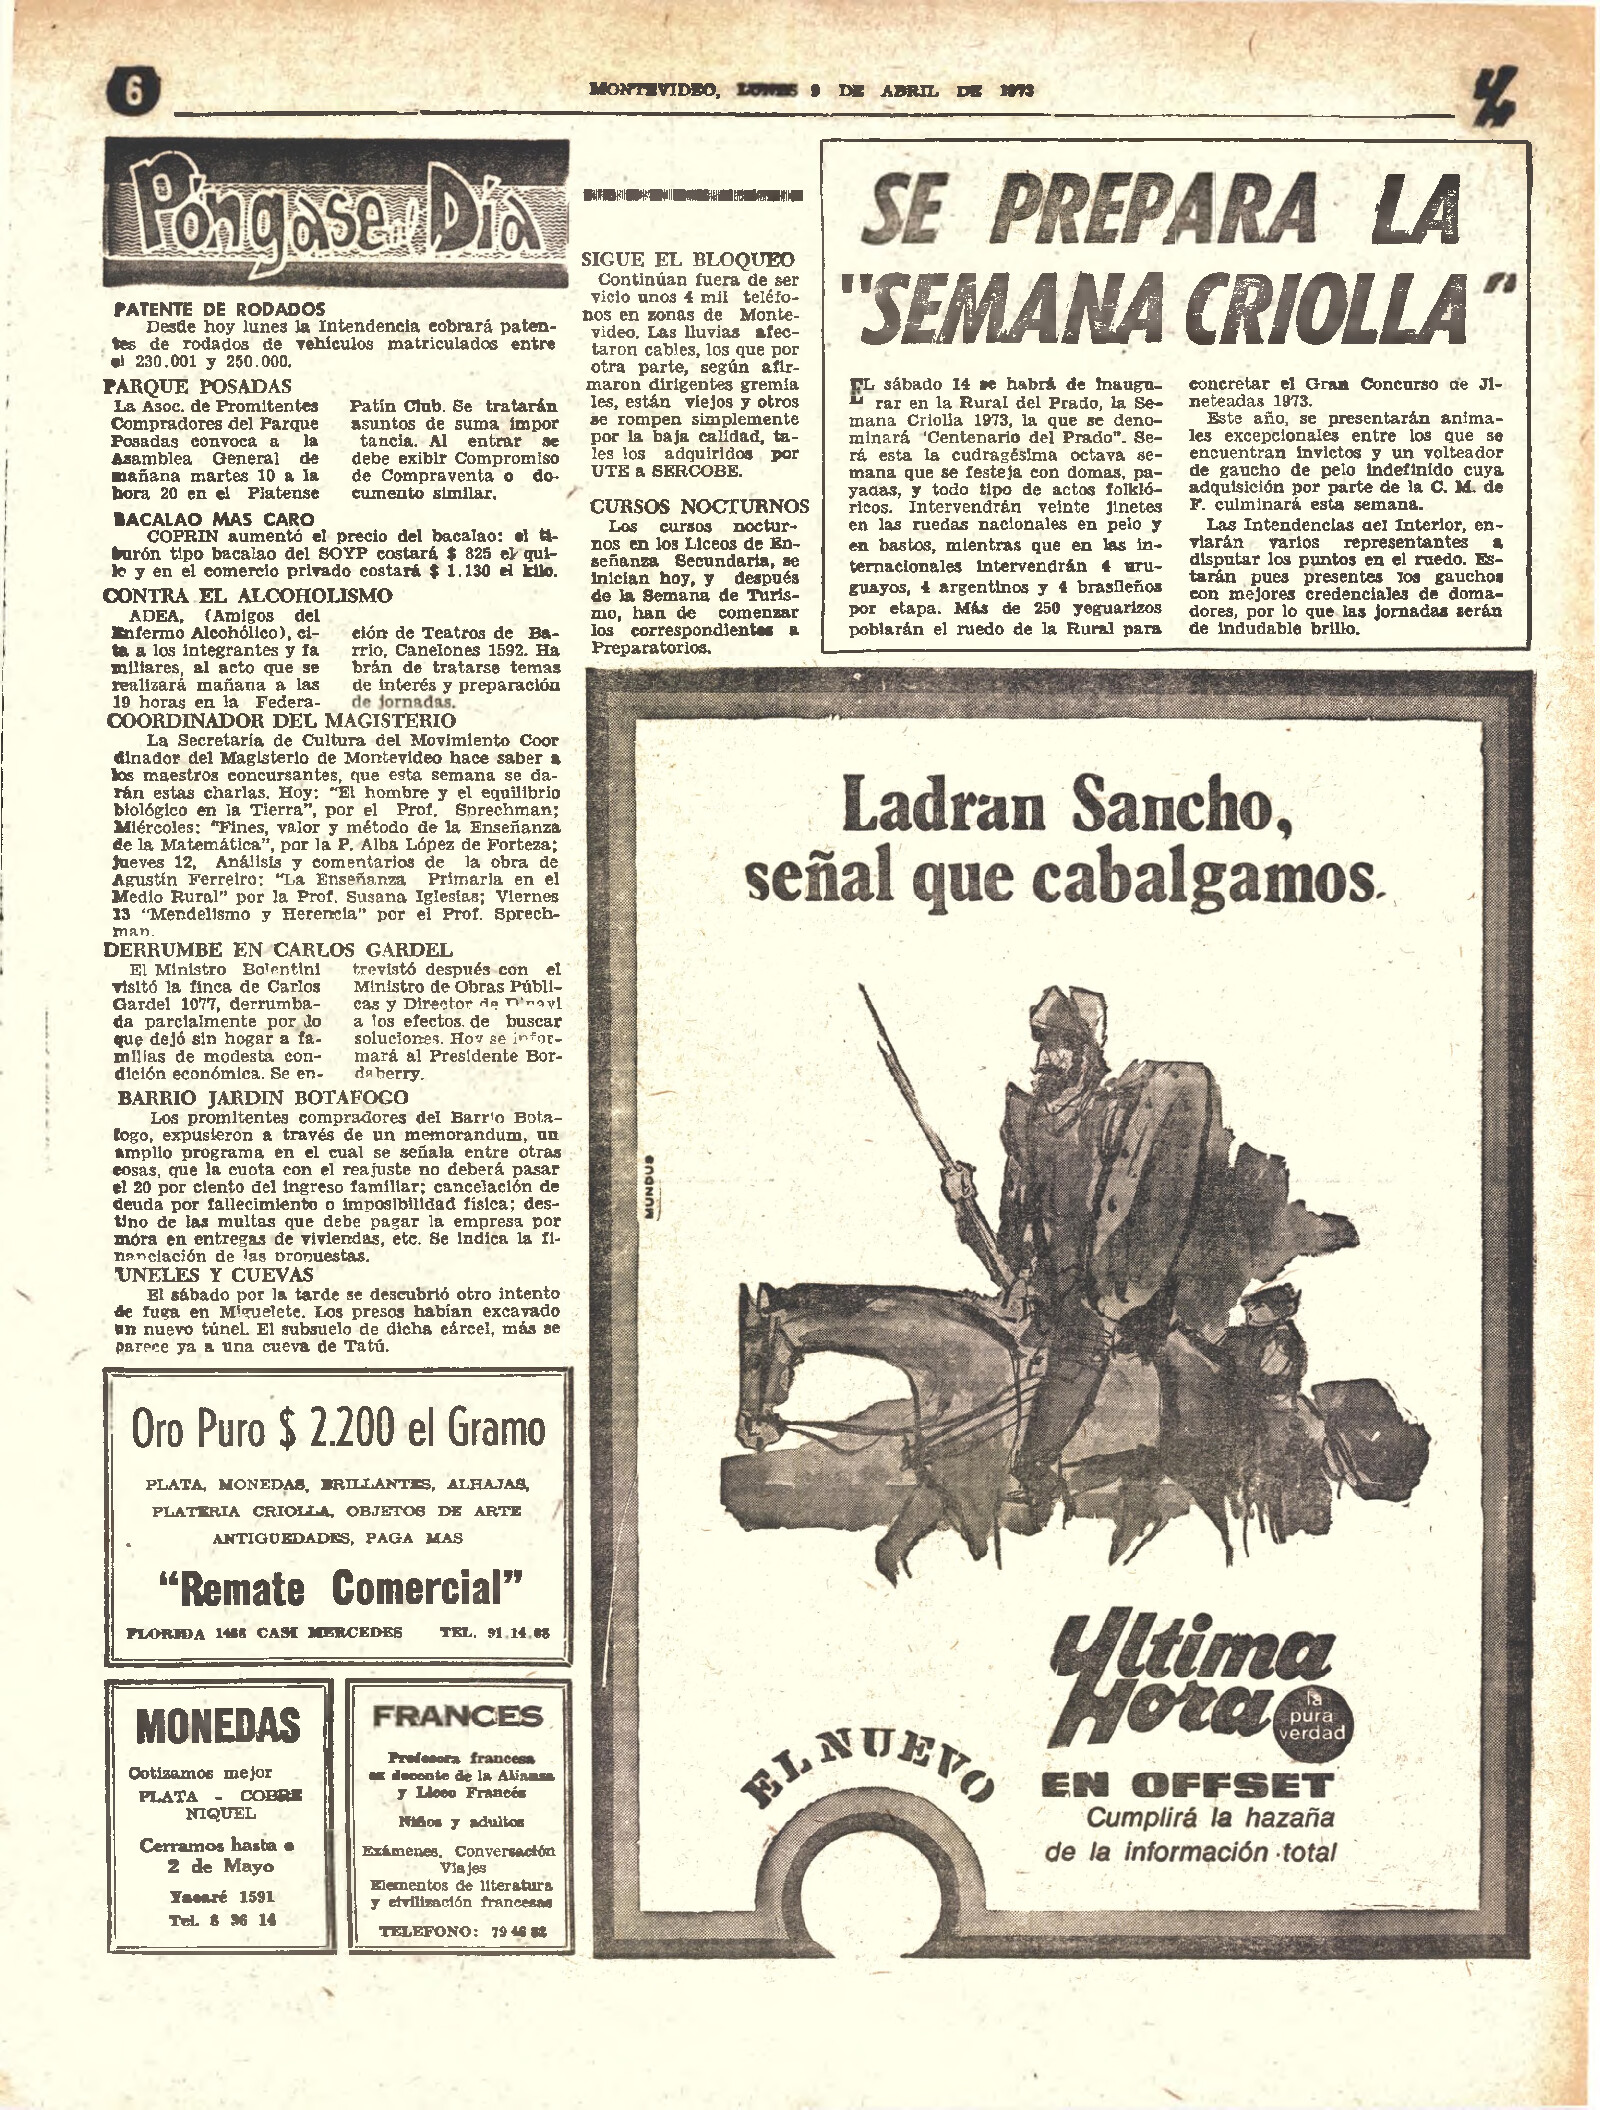 6
MONTEVIDEO, LUNES 9 DE ABRIL DE 1973
Póngase al Día
PATENTE DE RODADOS
Desde hoy lunes la Intendencia cobrará paten-
tes de rodados de vehículos matriculados entre
el 230.001 y 250.000.
PARQUE POSADAS
La Asoc. de Promitentes
Compradores del Parque
Posadas convoca a la
Asamblea General de
mañana martes 10 a la
hora 20 en el Platense
Patín Club. Se tratarán
asuntos de suma impor
tancia. Al entrar se
debe exibir Compromiso
de Compraventa o do-
cumento similar.
BACALAO MAS CARO
COPRIN aumentó el precio del bacalao: el ti-
burón tipo bacalao del SOYP costará $ 825 el qui-
lo y en el comercio privado costará $ 1.130 el kilo.
CONTRA EL ALCOHOLISMO
ADEA, (Amigos del
Enfermo Alcohólico), ci-
ta a los integrantes y fa
miliares, al acto que se
realizará mañana a las
19 horas en la Federa-
ción de Teatros de Ba-
rrio, Canelones 1592. Ha
brán de tratarse temas
de interés y preparación
de jornadas.
COORDINADOR DEL MAGISTERIO
La Secretaría de Cultura del Movimiento Coor
dinador del Magisterio de Montevideo hace saber a
los maestros concursantes, que esta semana se da-
rán estas charlas. Hoy: "El hombre y el equilibrio
biológico en la Tierra", por el Prof. Sprechman;
Miércoles: "Fines, valor y método de la Enseñanza
de la Matemática", por la P. Alba López de Forteza;
jueves 12, Análisis y comentarios de la obra de
Agustín Ferreiro: "La Enseñanza Primaria en el
Medio Rural" por la Prof. Susana Iglesias; Viernes
13 "Mendelismo y Herencia" por el Prof. Sprech-
man.
DERRUMBE EN CARLOS GARDEL
El Ministro Bolentini
visitó la finca de Carlos
Gardel 1077, derrumba-
da parcialmente por lo
que dejó sin hogar a fa-
milias de modesta con-
dición económica. Se en-
trevistó después con el
Ministro de Obras Públi-
cas y Director de Dinavi
a los efectos de buscar
soluciones. Hoy se infor-
mará al Presidente Bor-
daberry.
BARRIO JARDIN BOTAFOGO
Los promitentes compradores del Barrio Bota-
fogo, expusieron a través de un memorandum, un
amplio programa en el cual se señala entre otras
cosas, que la cuota con el reajuste no deberá pasar
el 20 por ciento del ingreso familiar; cancelación de
deuda por fallecimiento o imposibilidad física; des-
tino de las multas que debe pagar la empresa por
móra en entregas de viviendas, etc. Se indica la fi-
nanciación de las propuestas.
UNELES Y CUEVAS
El sábado por la tarde se descubrió otro intento
de fuga en Miguelete. Los presos habían excavado
un nuevo túnel. El subsuelo de dicha cárcel, más se
parece ya a una cueva de Tatú.
Oro Puro $ 2.200 el Gramo
PLATA, MONEDAS, BRILLANTES, ALHAJAS,
PLATERIA CRIOLLA, OBJETOS DE ARTE
ANTIGUEDADES, PAGA MAS
"Remate Comercial"
FLORIDA 1466 CASI MERCEDES TEL. 91.14.63
MONEDAS
Cotizamos mejor
PLATA - COBRE
NIQUEL
Cerramos hasta e
2 de Mayo
Yacaré 1591
Tel. 8 96 14
FRANCES
Profesora francesa
ex docente de la Alianza
y Liceo Francés
Niños y adultos
Exámenes, Conversación
Viajes
Elementos de literatura
y civilización francesas
TELEFONO: 79 46 82
SIGUE EL BLOQUEO
Continúan fuera de ser
vicio unos 4 mil teléfo-
nos en zonas de Monte-
video. Las lluvias afec-
taron cables, los que por
otra parte, según afir-
maron dirigentes gremia
les, están viejos y otros
se rompen simplemente
por la baja calidad, ta-
les los adquiridos por
UTE a SERCOBE.
CURSOS NOCTURNOS
Los cursos noctur-
nos en los Liceos de En-
señanza Secundaria, se
inician hoy, y después
de la Semana de Turis-
mo, han de comenzar
los correspondientes a
Preparatorios.
SE PREPARA LA
"SEMANA CRIOLLA"
EL sábado 14 se habrá de inaugu-
rar en la Rural del Prado, la Se-
mana Criolla 1973, la que se deno-
minará 'Centenario del Prado". Se-
rá esta la cudragésima octava se-
mana que se festeja con domas, pa-
yadas, y todo tipo de actos folkló-
ricos. Intervendrán veinte jinetes
en las ruedas nacionales en pelo y
en bastos, mientras que en las in-
ternacionales intervendrán 4 uru-
guayos, 4 argentinos y 4 brasileños
por etapa. Más de 250 yeguarizos
poblarán el ruedo de la Rural para
concretar el Gran Concurso de Ji-
neteadas 1973.
Este año, se presentarán anima-
les excepcionales entre los que se
encuentran invictos y un volteador
de gaucho de pelo indefinido cuya
adquisición por parte de la C. M. de
F. culminará esta semana.
Las Intendencias del Interior, en-
viarán varios representantes a
disputar los puntos en el ruedo. Es-
tarán pues presentes los gauchos
con mejores credenciales de doma-
dores, por lo que las jornadas serán
de indudable brillo.
Ladran Sancho,
señal que cabalgamos.
MUNDUS
EL NUEVO
Ultima
Hora
la
pura
verdad
EN OFFSET
Cumplirá la hazaña
de la información total